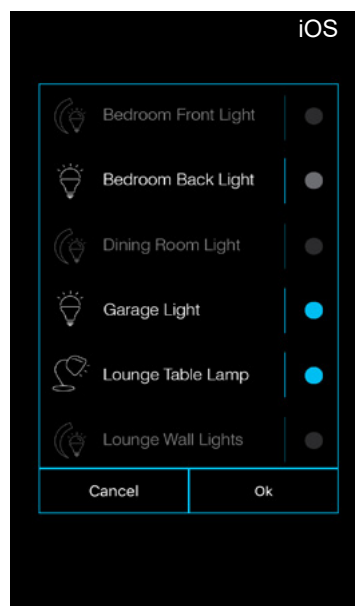 iOS
Bedroom Front Light
Bedroom Back Light
Dining Room Light
Garage Light
Lounge Table Lamp
Lounge Wall Lights
Cancel
Ok